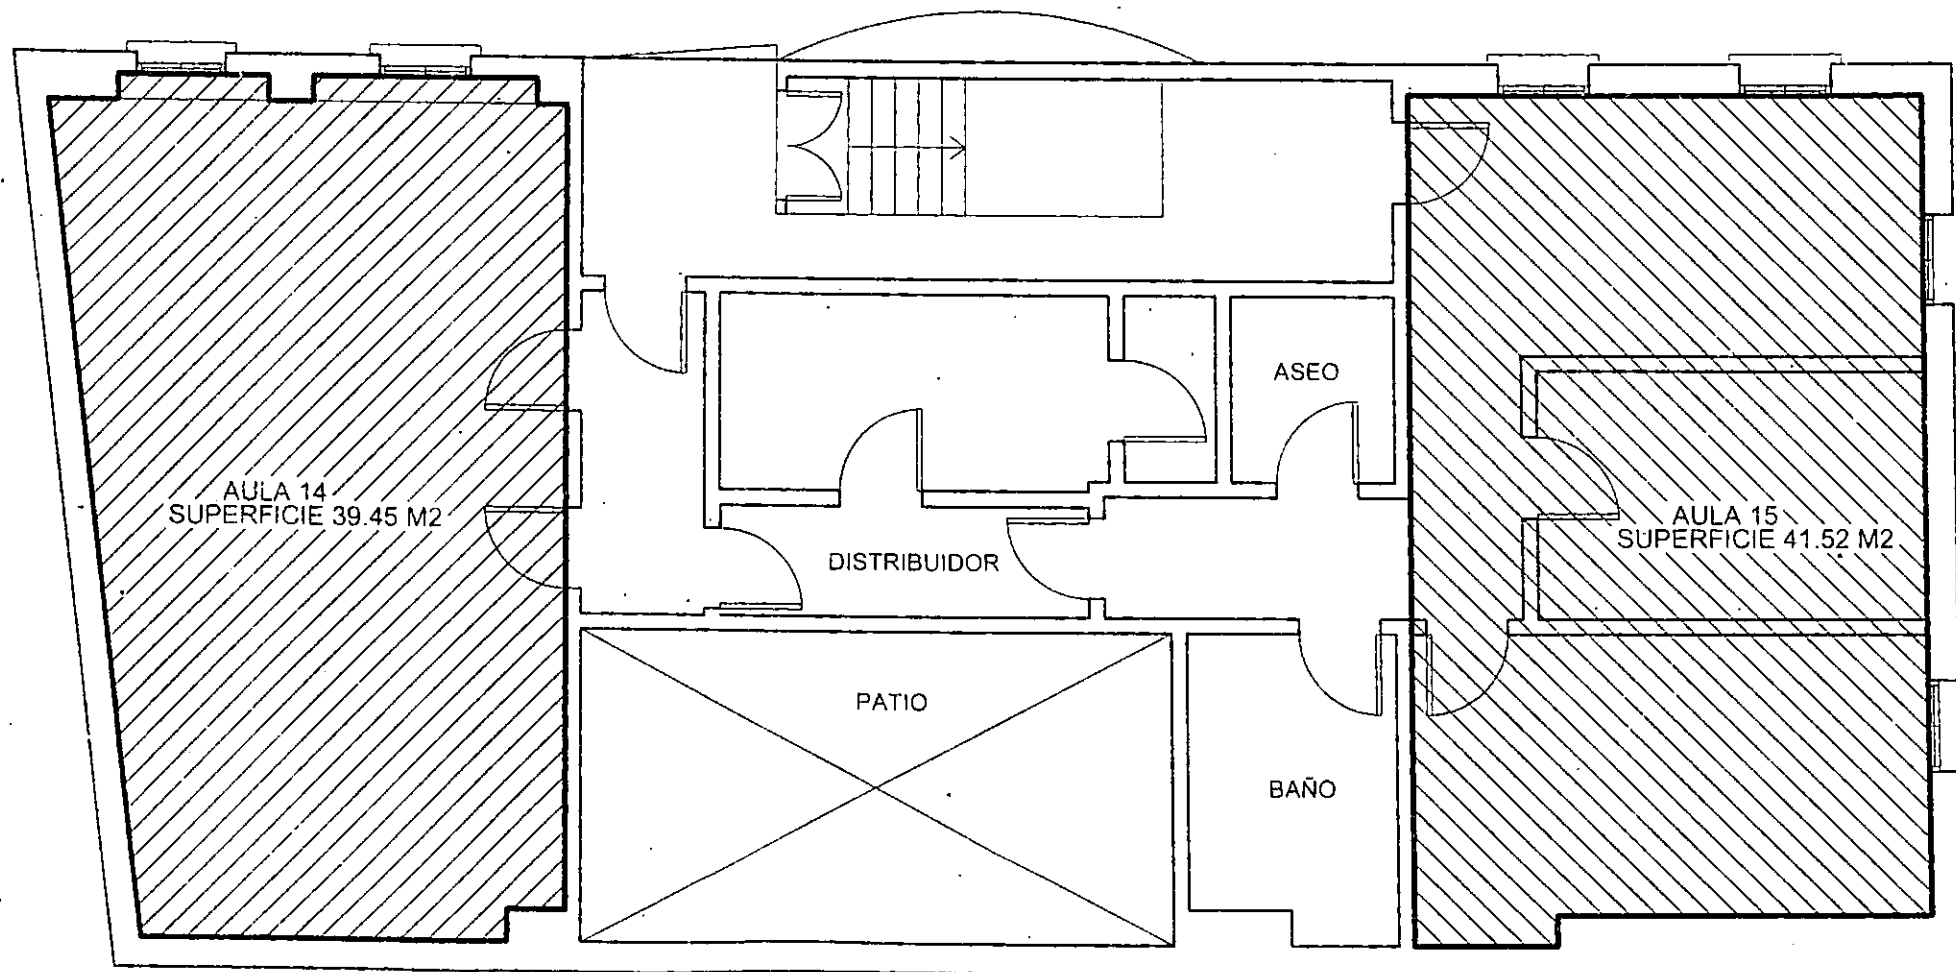 ASEO
AULA 14
SUPERFICIE 39.45 M2
AULA 15
SUPERFICIE 41.52 M2
DISTRIBUIDOR
PATIO
BAÑO